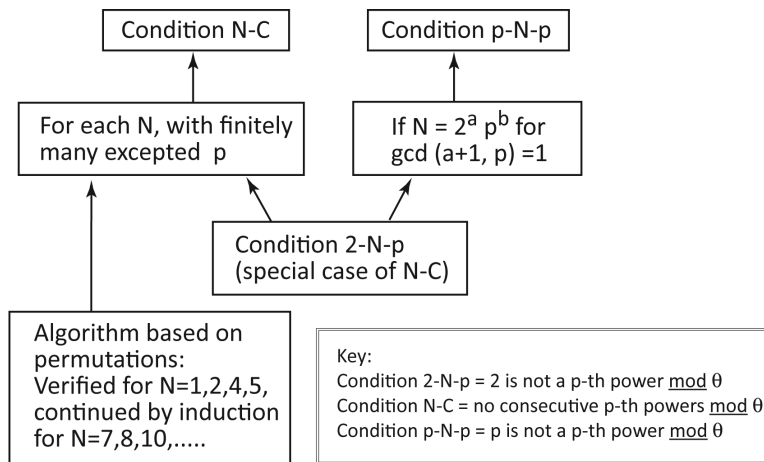 Condition N-C
Condition p-N-p
For each N, with finitely
many excepted p
If N = 2ᵃ pᵇ for
gcd (a+1, p) =1
Condition 2-N-p
(special case of N-C)
Algorithm based on
permutations:
Verified for N=1,2,4,5,
continued by induction
for N=7,8,10,.....
Key:
Condition 2-N-p = 2 is not a p-th power mod θ
Condition N-C = no consecutive p-th powers mod θ
Condition p-N-p = p is not a p-th power mod θ